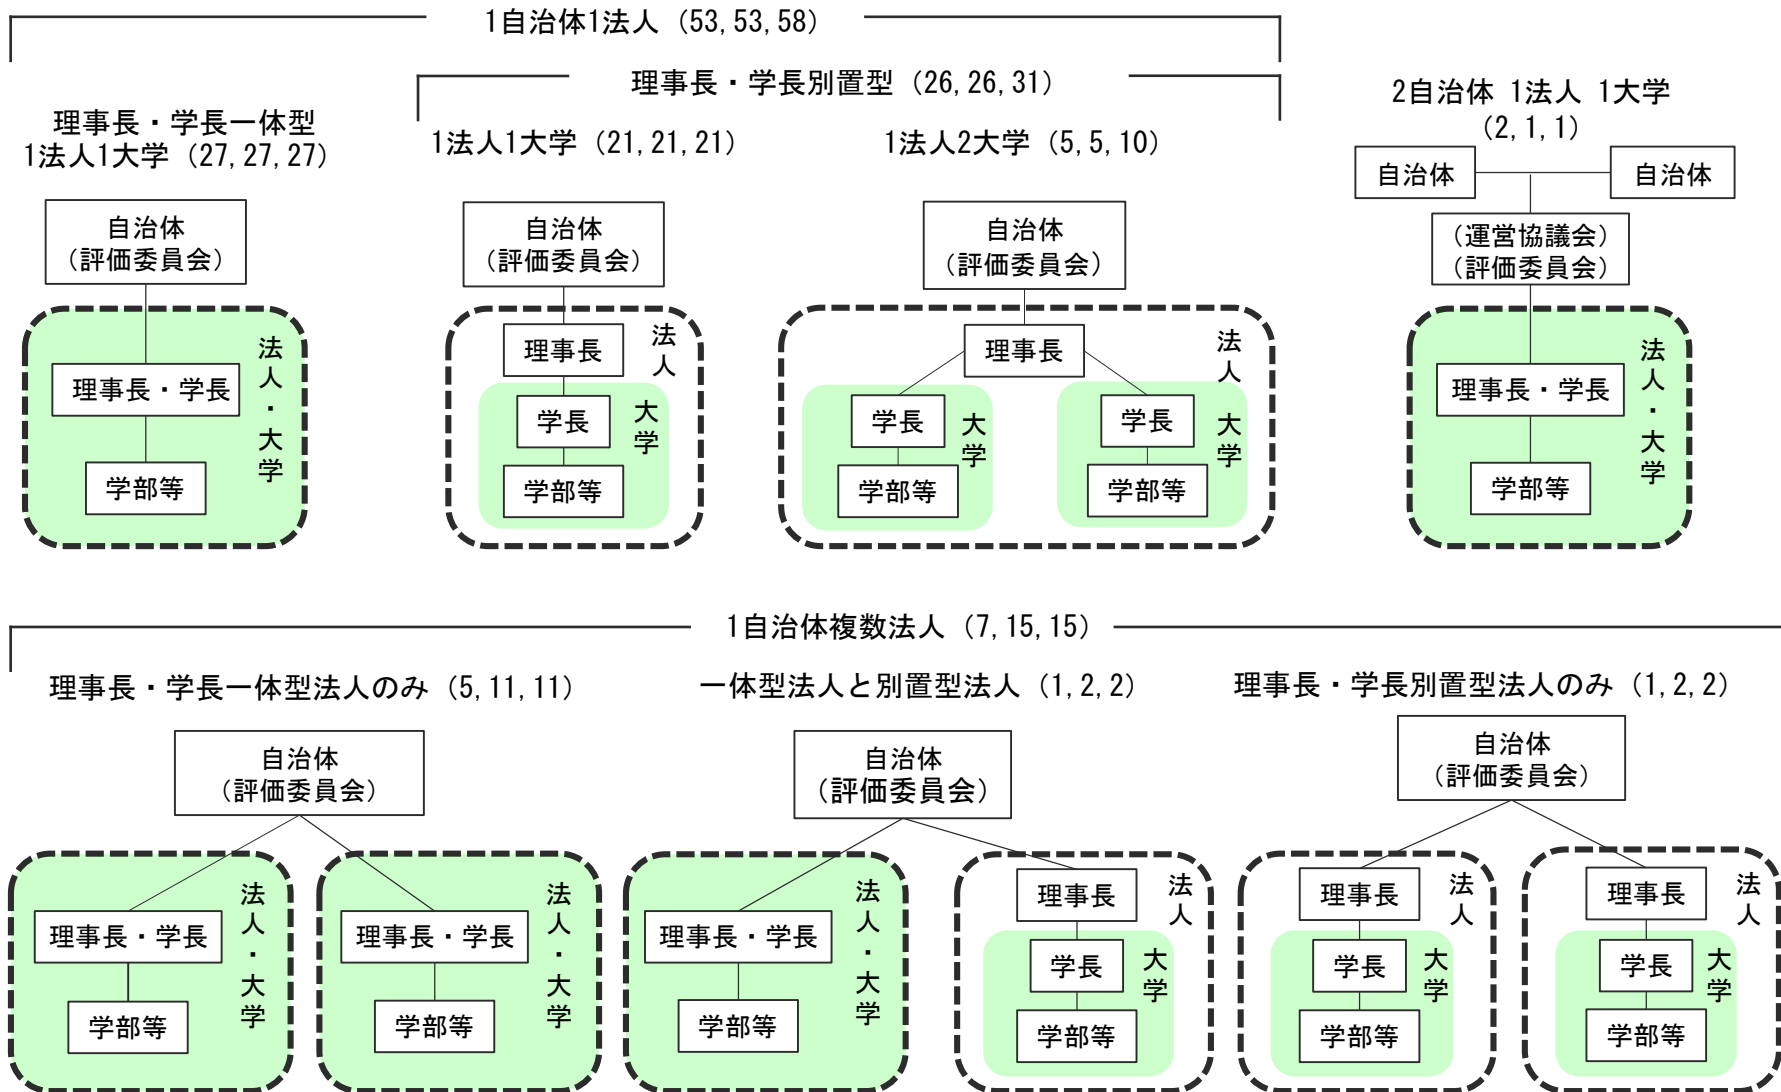 1自治体1法人（53,53,58）
理事長・学長別置型（26,26,31）
理事長・学長一体型
1法人1大学（27,27,27）
1法人1大学（21,21,21）
1法人2大学（5,5,10）
2自治体 1法人 1大学
（2,1,1）
自治体
（評価委員会）
理事長・学長
学部等
法人・大学
自治体
（評価委員会）
理事長
法人
学長
大学
学部等
自治体
（評価委員会）
理事長
法人
学長
学部等
大学
学長
学部等
大学
自治体
自治体
（運営協議会）
（評価委員会）
理事長・学長
学部等
法人・大学
1自治体複数法人（7,15,15）
理事長・学長一体型法人のみ（5,11,11）
一体型法人と別置型法人（1,2,2）
理事長・学長別置型法人のみ（1,2,2）
自治体
（評価委員会）
理事長・学長
学部等
法人・大学
理事長・学長
学部等
法人・大学
自治体
（評価委員会）
理事長・学長
学部等
法人・大学
理事長
法人
学長
大学
学部等
自治体
（評価委員会）
理事長
法人
学長
大学
学部等
理事長
法人
学長
大学
学部等